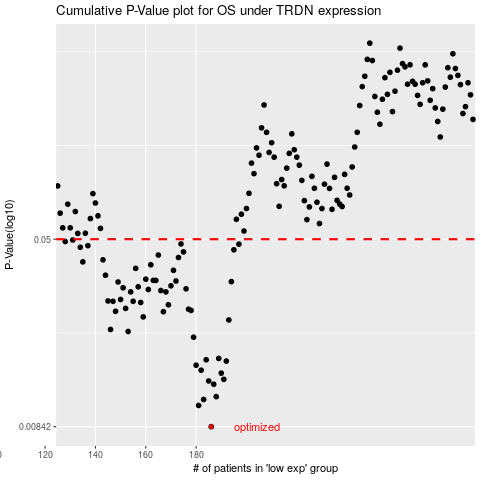 Cumulative P-Value plot for OS under TRDN expression
P-Value(log10)
0.05
0.00842
optimized
0 120 140 160 180
# of patients in 'low exp' group